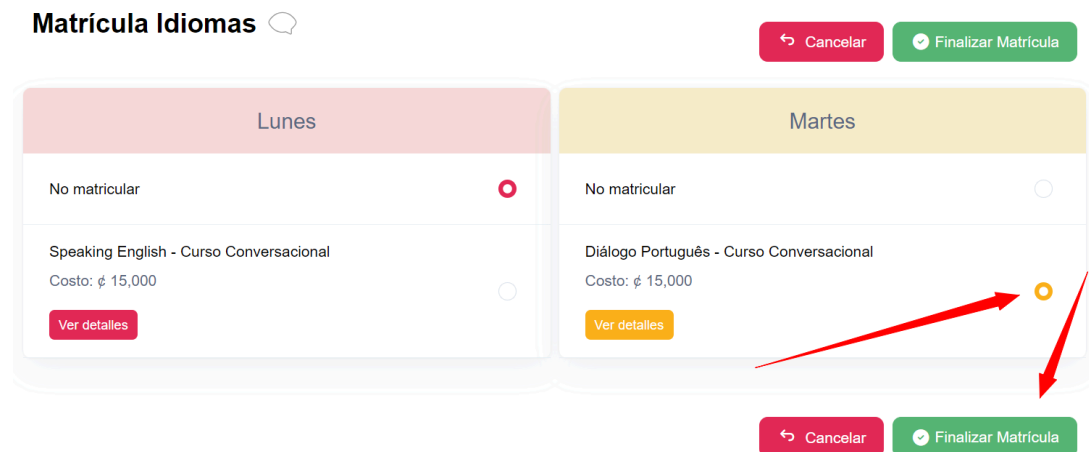 Matrícula Idiomas
Cancelar
Finalizar Matrícula
Lunes
No matricular
Speaking English - Curso Conversacional
Costo: ¢ 15,000
Ver detalles
Martes
No matricular
Diálogo Português - Curso Conversacional
Costo: ¢ 15,000
Ver detalles
Cancelar
Finalizar Matrícula